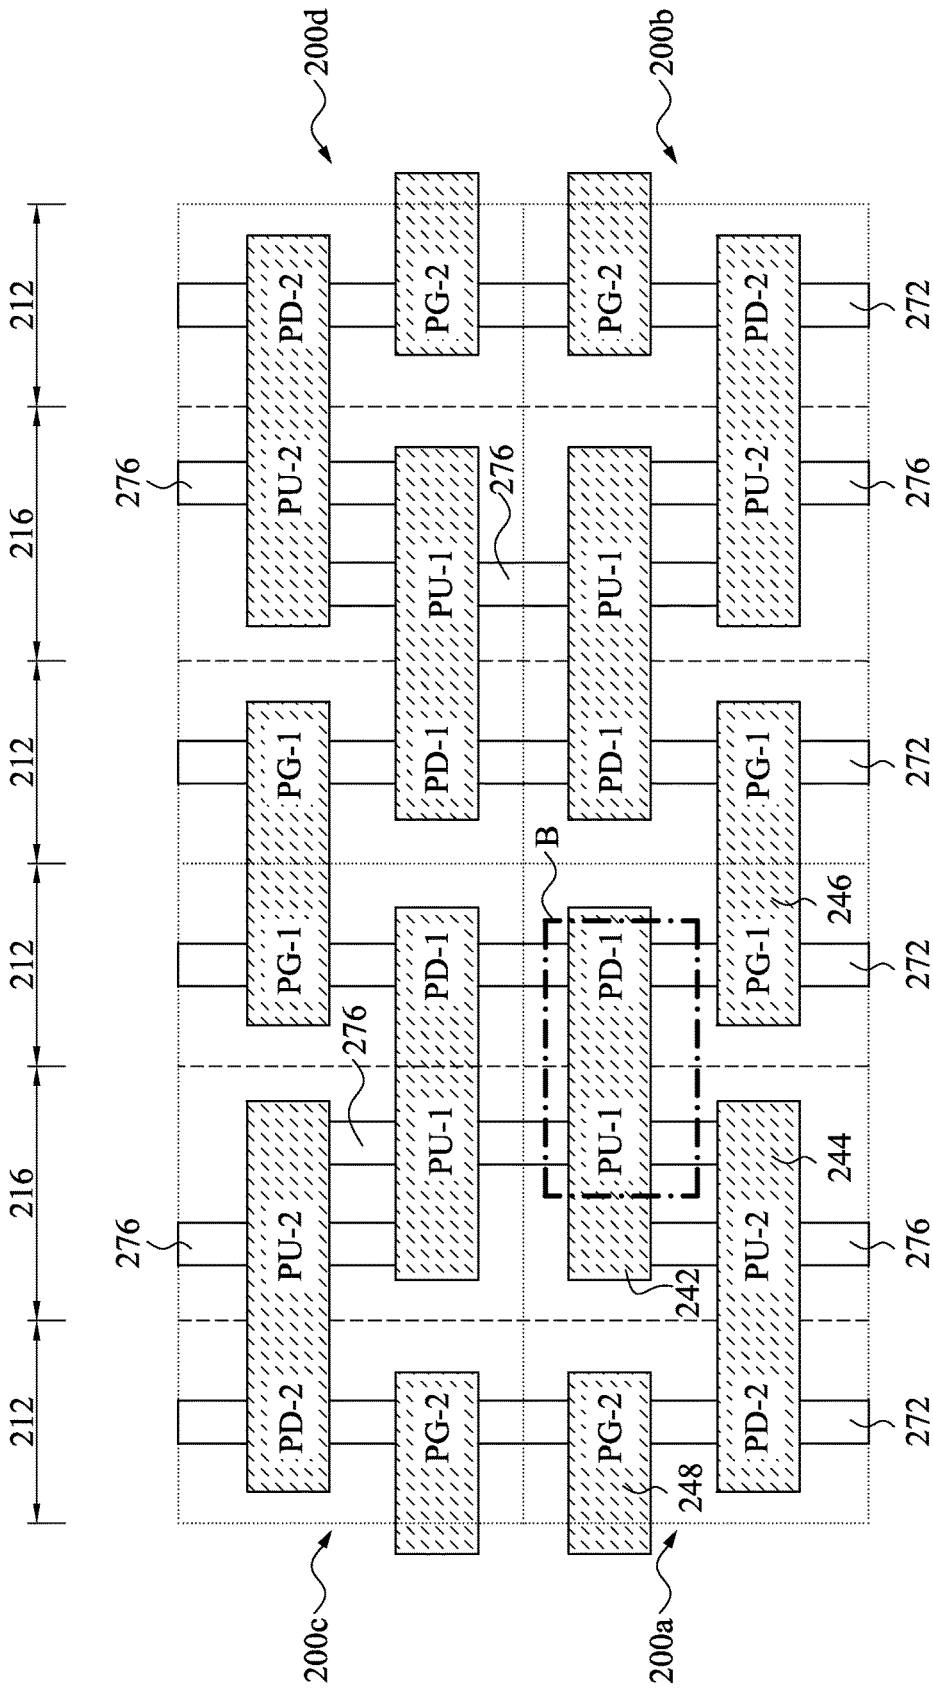 212 216 212 212 216 212
276 276
PD-2 PU-2 PG-1 PG-1 PU-2 PD-2
200c 200d
276
PG-2 PU-1 PD-1 PD-1 PU-1 PG-2
276
B
PG-2 PU-1 PD-1 PD-1 PU-1 PG-2
200a 200b
248 242
PD-2 PU-2 PG-1 PG-1 PU-2 PD-2
244 246
272 276 272 272 276 272